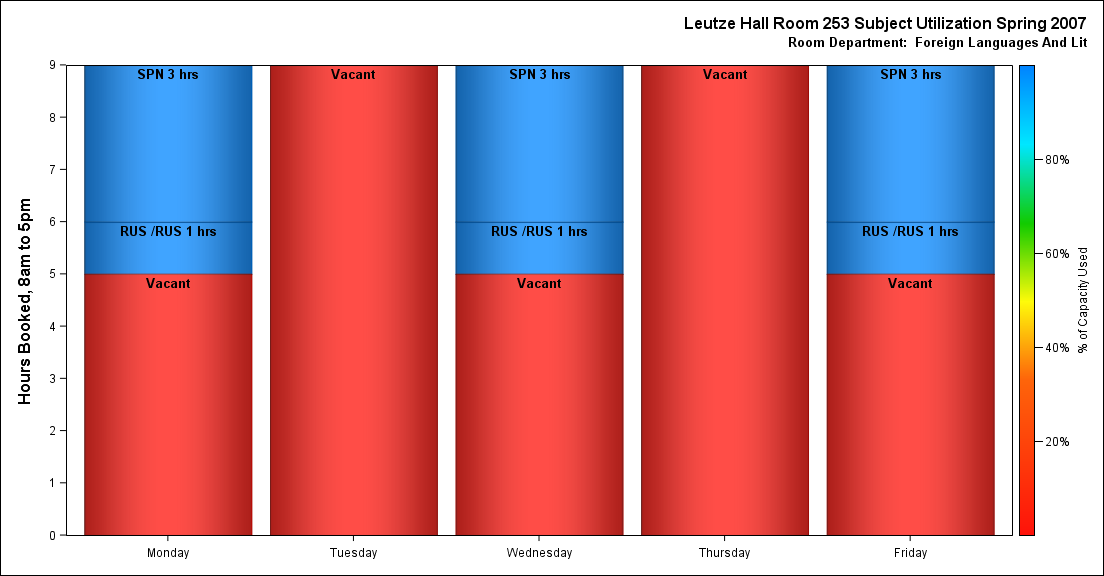 Leutze Hall Room 253 Subject Utilization Spring 2007
Room Department:  Foreign Languages And Lit
Hours Booked, 8am to 5pm
9
8
7
6
5
4
3
2
1
0
SPN 3 hrs
RUS /RUS 1 hrs
Vacant
Vacant
SPN 3 hrs
RUS /RUS 1 hrs
Vacant
Vacant
SPN 3 hrs
RUS /RUS 1 hrs
Vacant
Monday
Tuesday
Wednesday
Thursday
Friday
80%
60%
40%
20%
% of Capacity Used